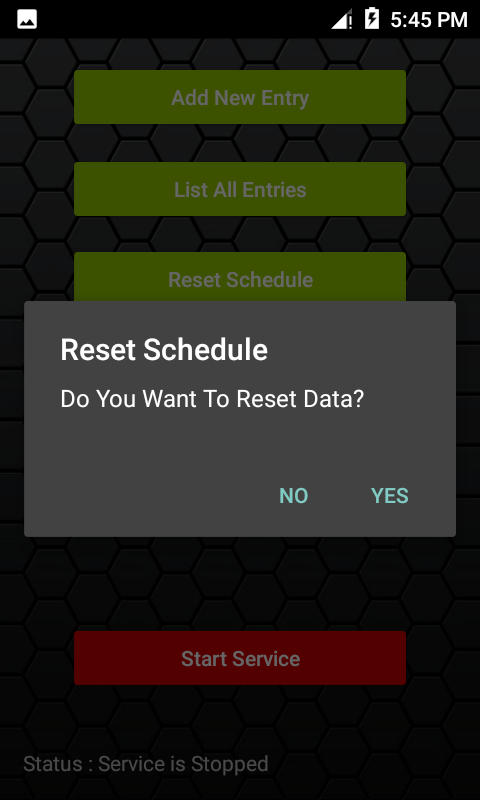 5:45 PM
Add New Entry
List All Entries
Reset Schedule
Reset Schedule
Do You Want To Reset Data?
NO YES
Start Service
Status : Service is Stopped